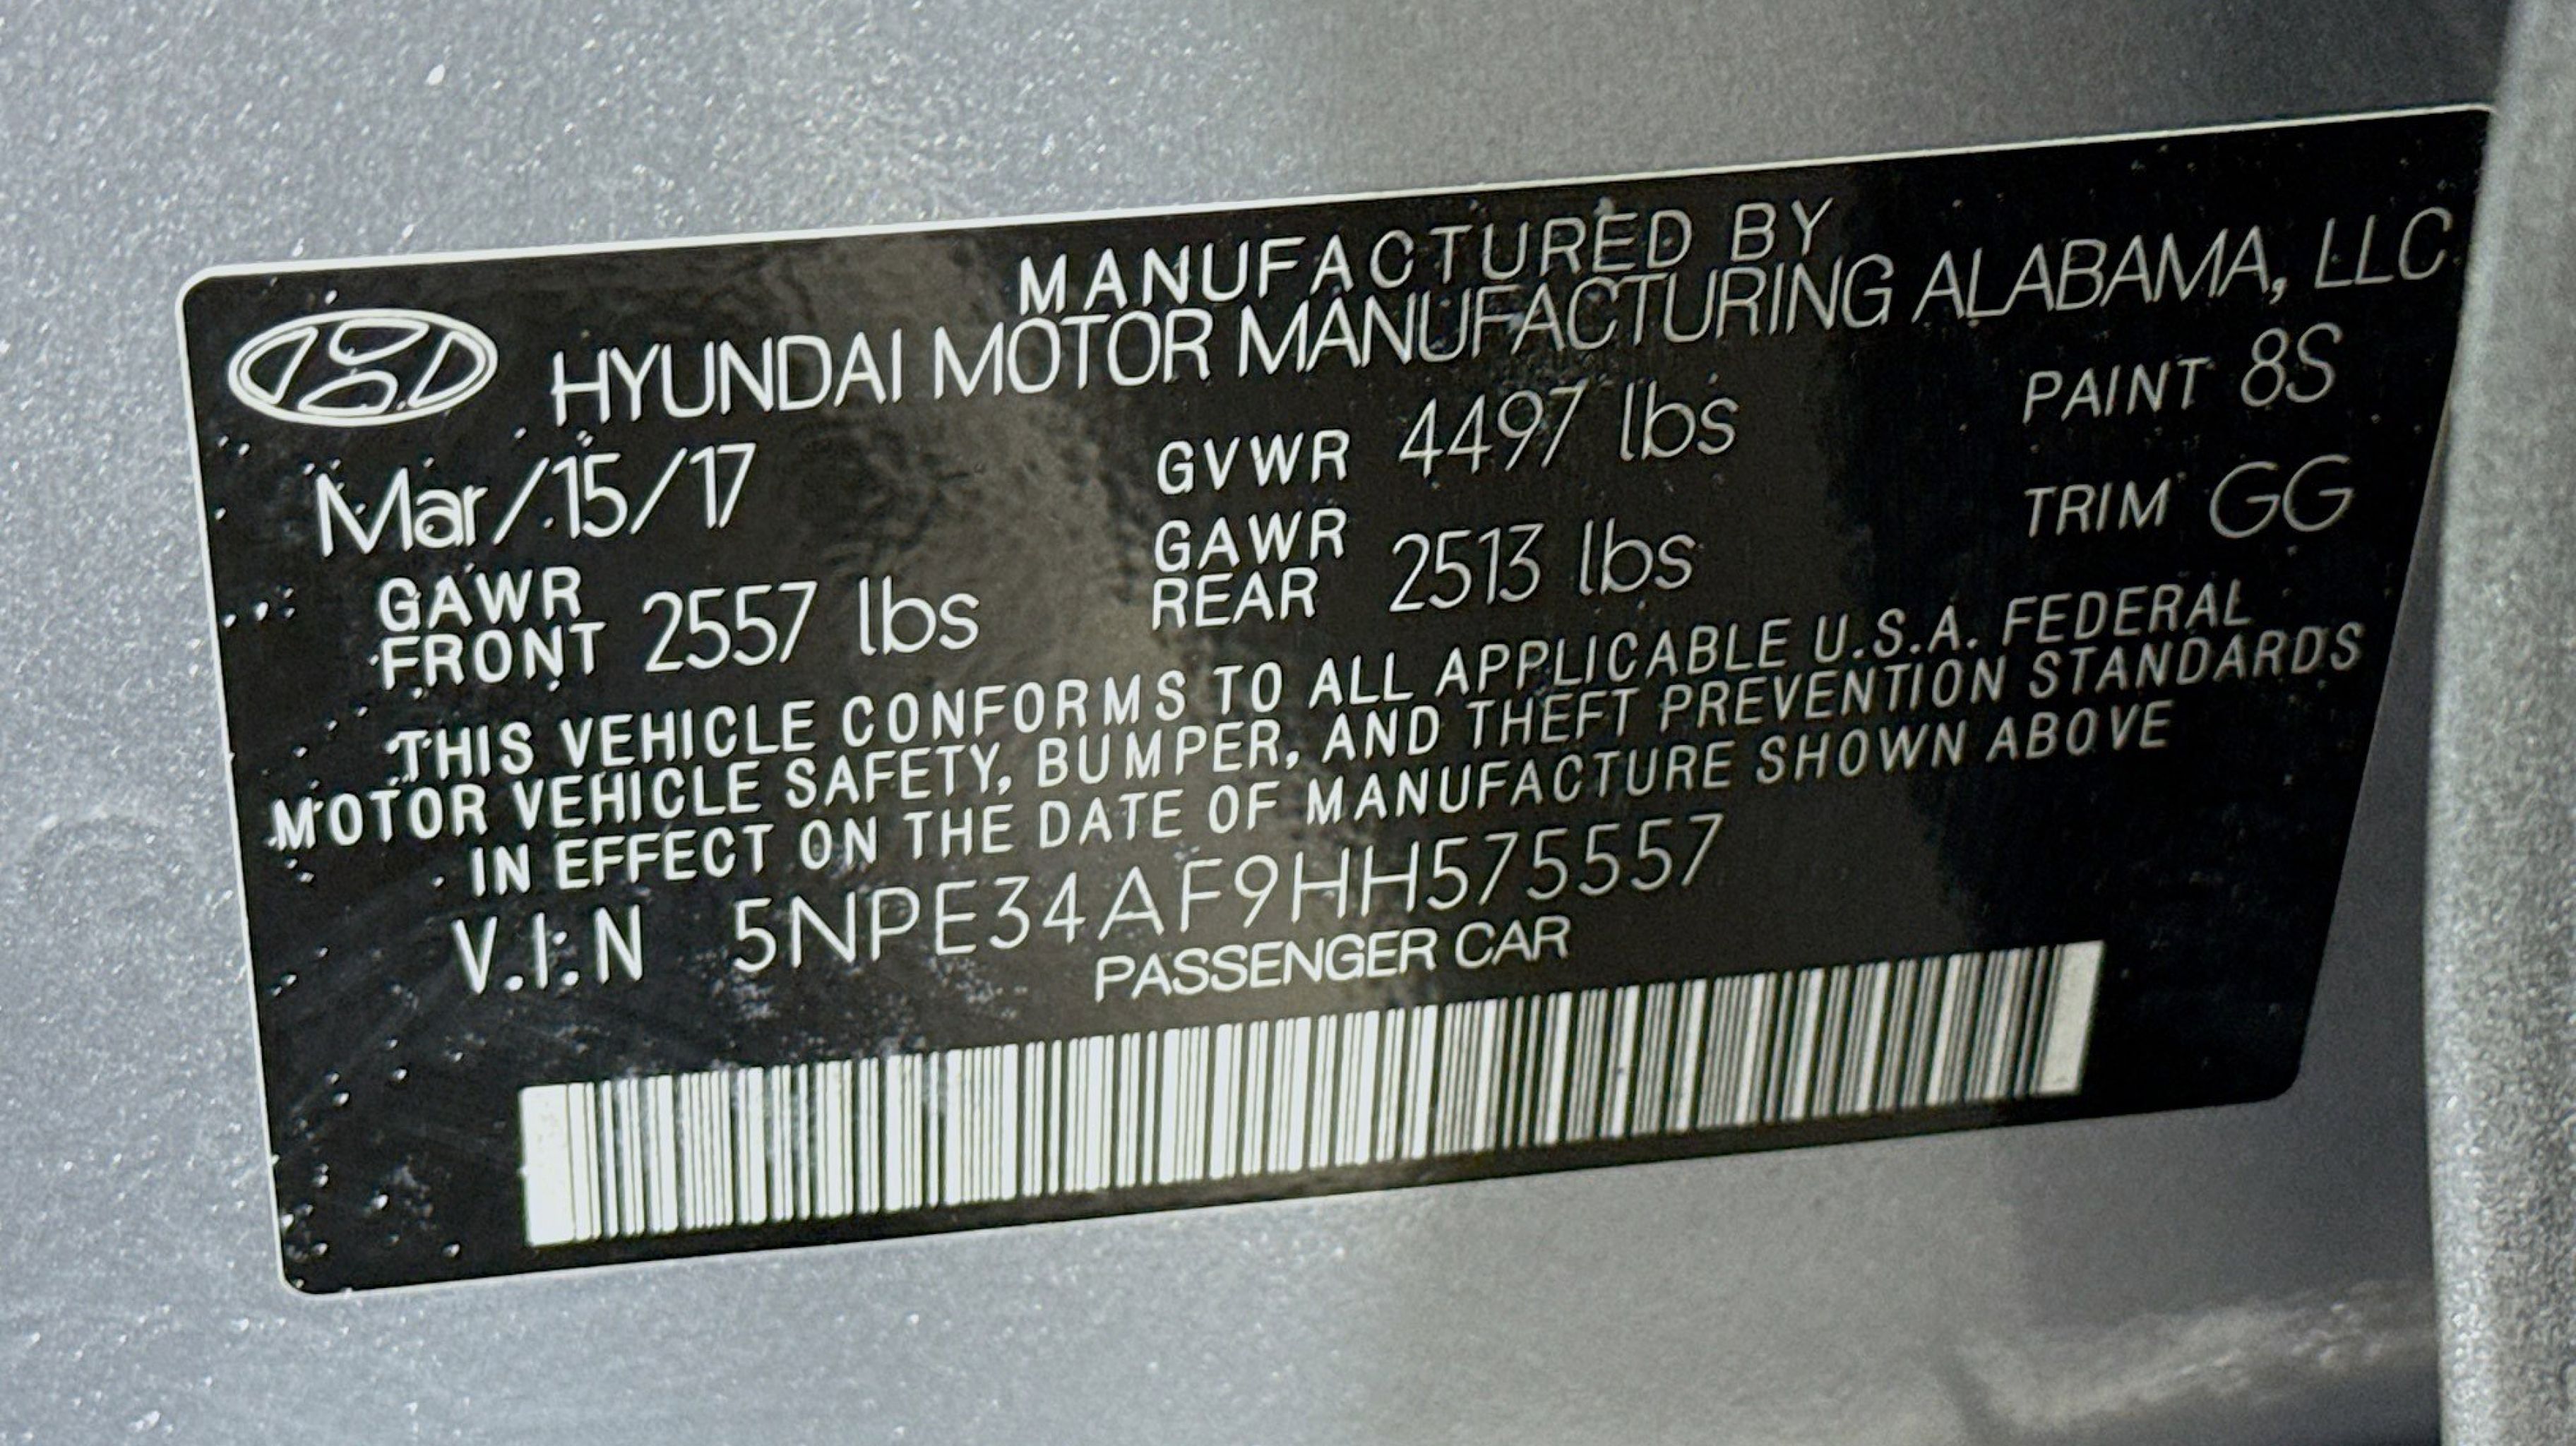 MANUFACTURED BY
HYUNDAI MOTOR MANUFACTURING ALABAMA, LLC
Mar/15/17 GVWR 4497 lbs PAINT 8S
GAWR FRONT 2557 lbs GAWR REAR 2513 lbs TRIM GG
THIS VEHICLE CONFORMS TO ALL APPLICABLE U.S.A. FEDERAL
MOTOR VEHICLE SAFETY, BUMPER, AND THEFT PREVENTION STANDARDS
IN EFFECT ON THE DATE OF MANUFACTURE SHOWN ABOVE
V.I.N 5NPE34AF9HH575557
PASSENGER CAR